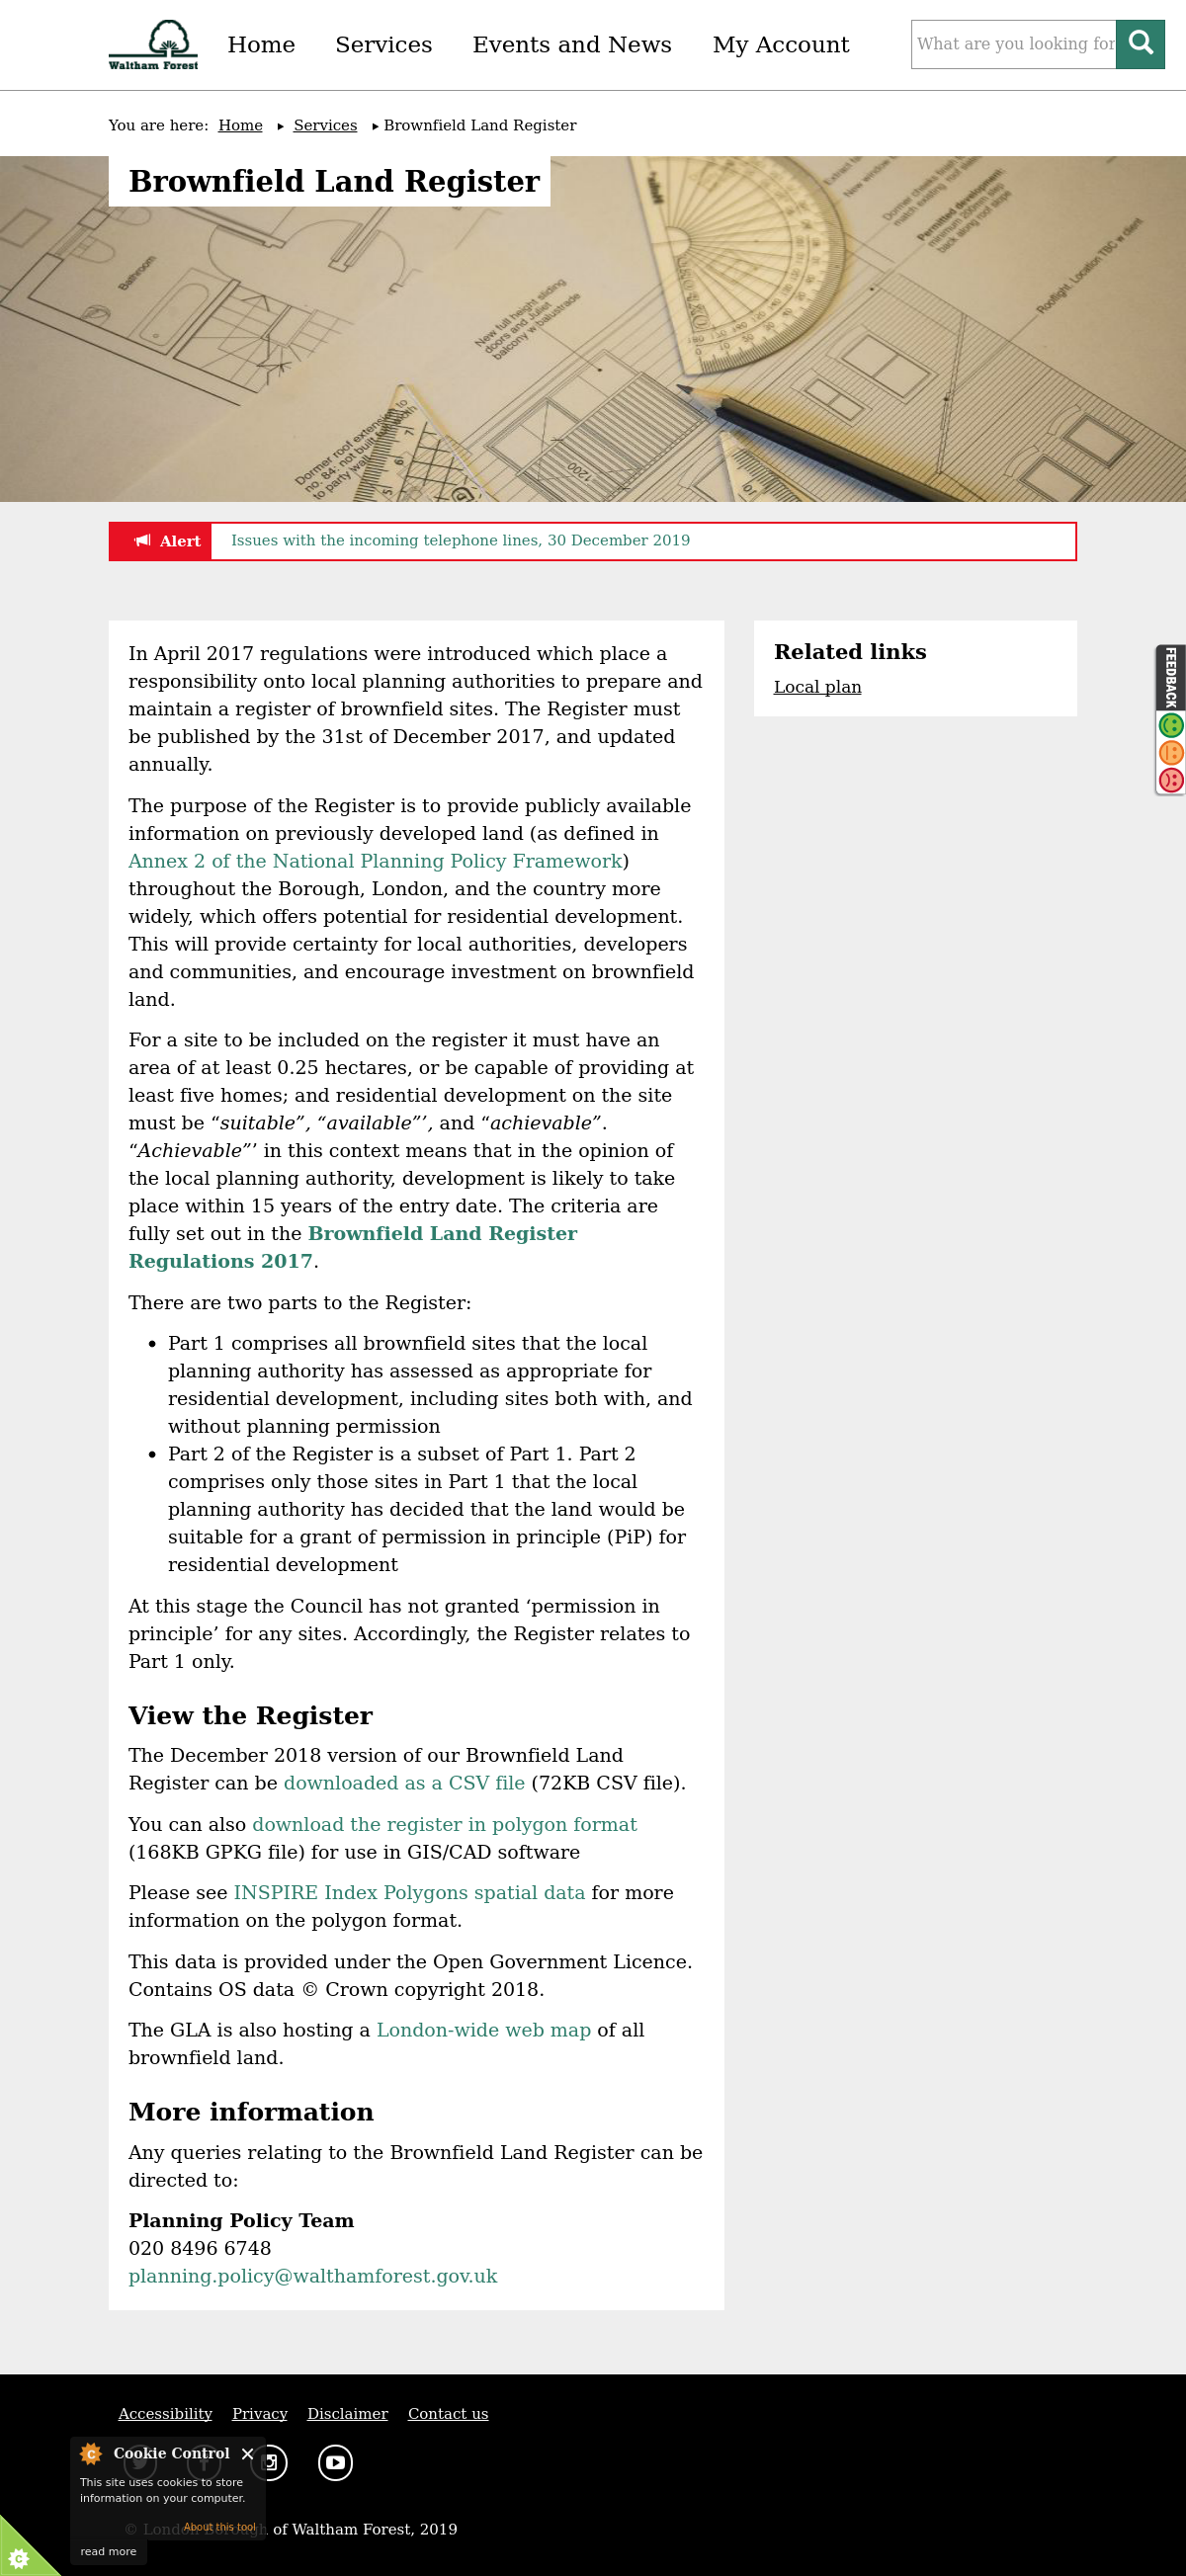 Waltham Forest
Home Services Events and News My Account
What are you looking for
You are here: Home Services Brownfield Land Register
Brownfield Land Register
Bathroom
New full height sliding
doors and Juliet
balcony w balustrade
Dormer roof extension to
no. 84- not built
to party wall
1200
Permitted
minimum 200mm
back along roof slope
Rooflight. Location TBC w client
Alert Issues with the incoming telephone lines, 30 December 2019
In April 2017 regulations were introduced which place a
responsibility onto local planning authorities to prepare and
maintain a register of brownfield sites. The Register must
be published by the 31st of December 2017, and updated
annually.
The purpose of the Register is to provide publicly available
information on previously developed land (as defined in
Annex 2 of the National Planning Policy Framework)
throughout the Borough, London, and the country more
widely, which offers potential for residential development.
This will provide certainty for local authorities, developers
and communities, and encourage investment on brownfield
land.
For a site to be included on the register it must have an
area of at least 0.25 hectares, or be capable of providing at
least five homes; and residential development on the site
must be “suitable”, “available”’, and “achievable”.
“Achievable”’ in this context means that in the opinion of
the local planning authority, development is likely to take
place within 15 years of the entry date. The criteria are
fully set out in the Brownfield Land Register
Regulations 2017.
There are two parts to the Register:
• Part 1 comprises all brownfield sites that the local
planning authority has assessed as appropriate for
residential development, including sites both with, and
without planning permission
• Part 2 of the Register is a subset of Part 1. Part 2
comprises only those sites in Part 1 that the local
planning authority has decided that the land would be
suitable for a grant of permission in principle (PiP) for
residential development
At this stage the Council has not granted ‘permission in
principle’ for any sites. Accordingly, the Register relates to
Part 1 only.
View the Register
The December 2018 version of our Brownfield Land
Register can be downloaded as a CSV file (72KB CSV file).
You can also download the register in polygon format
(168KB GPKG file) for use in GIS/CAD software
Please see INSPIRE Index Polygons spatial data for more
information on the polygon format.
This data is provided under the Open Government Licence.
Contains OS data © Crown copyright 2018.
The GLA is also hosting a London-wide web map of all
brownfield land.
More information
Any queries relating to the Brownfield Land Register can be
directed to:
Planning Policy Team
020 8496 6748
planning.policy@walthamforest.gov.uk
Related links
Local plan
FEEDBACK
Accessibility Privacy Disclaimer Contact us
Cookie Control
This site uses cookies to store
information on your computer.
About this tool
read more
© London Borough of Waltham Forest, 2019